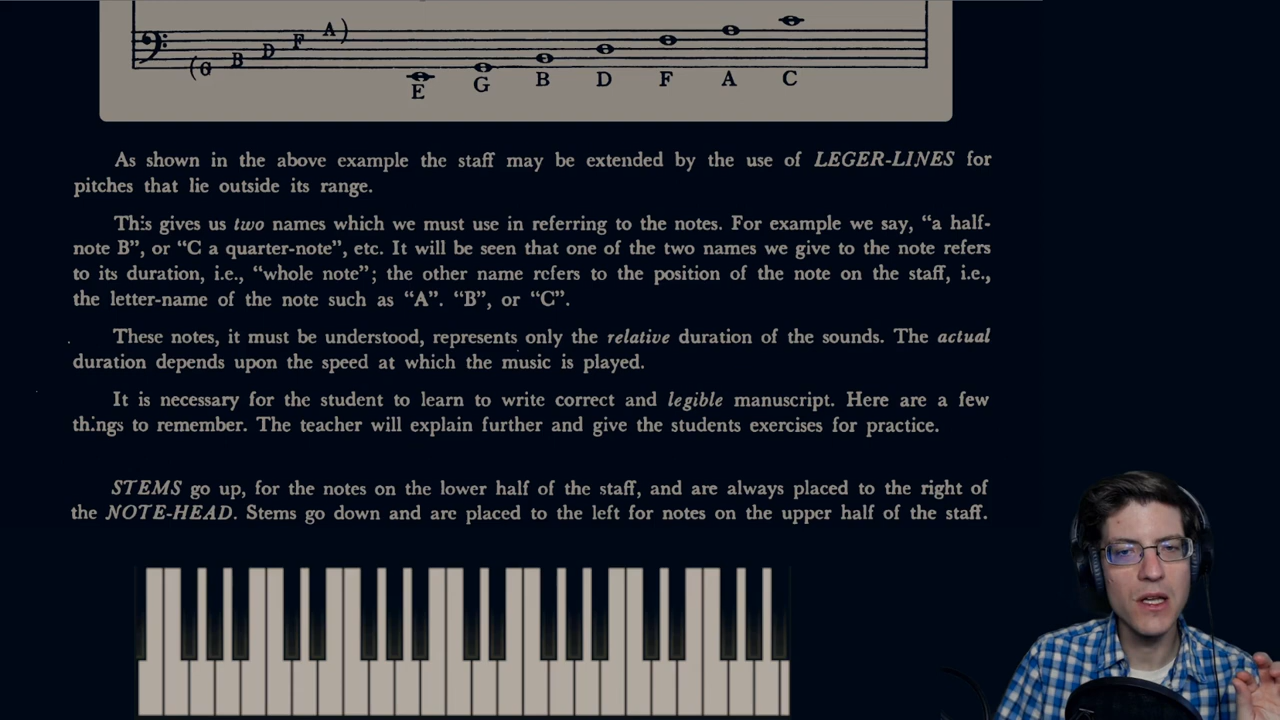 (G B D F A)
E G B D F A C
As shown in the above example the staff may be extended by the use of LEGER-LINES for
pitches that lie outside its range.
This gives us two names which we must use in referring to the notes. For example we say, “a half-
note B”, or “C a quarter-note”, etc. It will be seen that one of the two names we give to the note refers
to its duration, i.e., “whole note”; the other name refers to the position of the note on the staff, i.e.,
the letter-name of the note such as “A”. “B”, or “C”.
These notes, it must be understood, represents only the relative duration of the sounds. The actual
duration depends upon the speed at which the music is played.
It is necessary for the student to learn to write correct and legible manuscript. Here are a few
things to remember. The teacher will explain further and give the students exercises for practice.
STEMS go up, for the notes on the lower half of the staff, and are always placed to the right of
the NOTE-HEAD. Stems go down and are placed to the left for notes on the upper half of the staff.